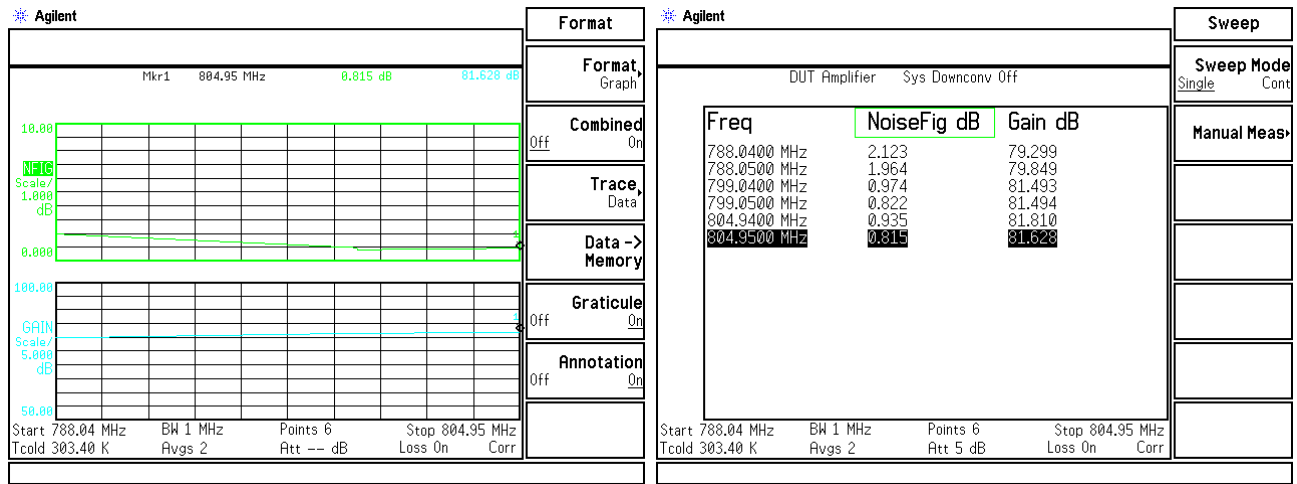 Agilent
Format
Mkr1 804.95 MHz 0.815 dB 81.628 dB
Format
Graph
10.00
Combined
Off On
NFIG
Scale/
1.000
dB
Trace
Data
1
0.000
Data ->
Memory
100.00
Graticule
Off On
1
GAIN
Scale/
5.000
dB
Annotation
Off On
50.00
Start 788.04 MHz BW 1 MHz Points 6 Stop 804.95 MHz
Tcold 303.40 K Avgs 2 Att -- dB Loss On Corr
Agilent
Sweep
Sweep Mode
Single Cont
DUT Amplifier Sys Downconv Off
Manual Meas
Freq NoiseFig dB Gain dB
788.0400 MHz 2.123 79.299
788.0500 MHz 1.964 79.849
799.0400 MHz 0.974 81.493
799.0500 MHz 0.822 81.494
804.9400 MHz 0.935 81.810
804.9500 MHz 0.815 81.628
Start 788.04 MHz BW 1 MHz Points 6 Stop 804.95 MHz
Tcold 303.40 K Avgs 2 Att 5 dB Loss On Corr